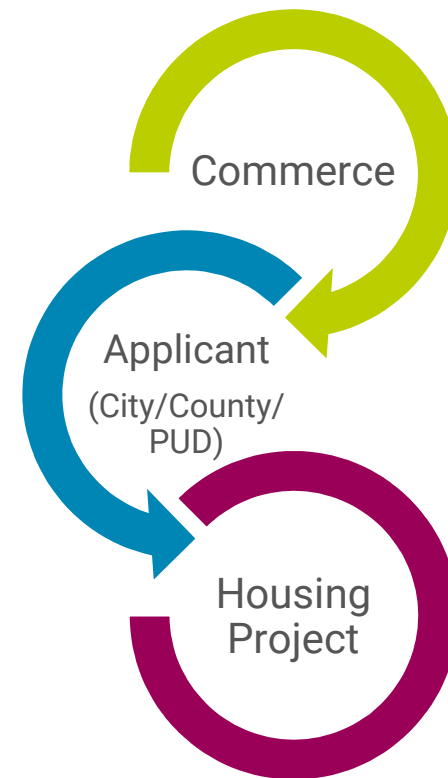 Commerce
Applicant
(City/County/
PUD)
Housing
Project